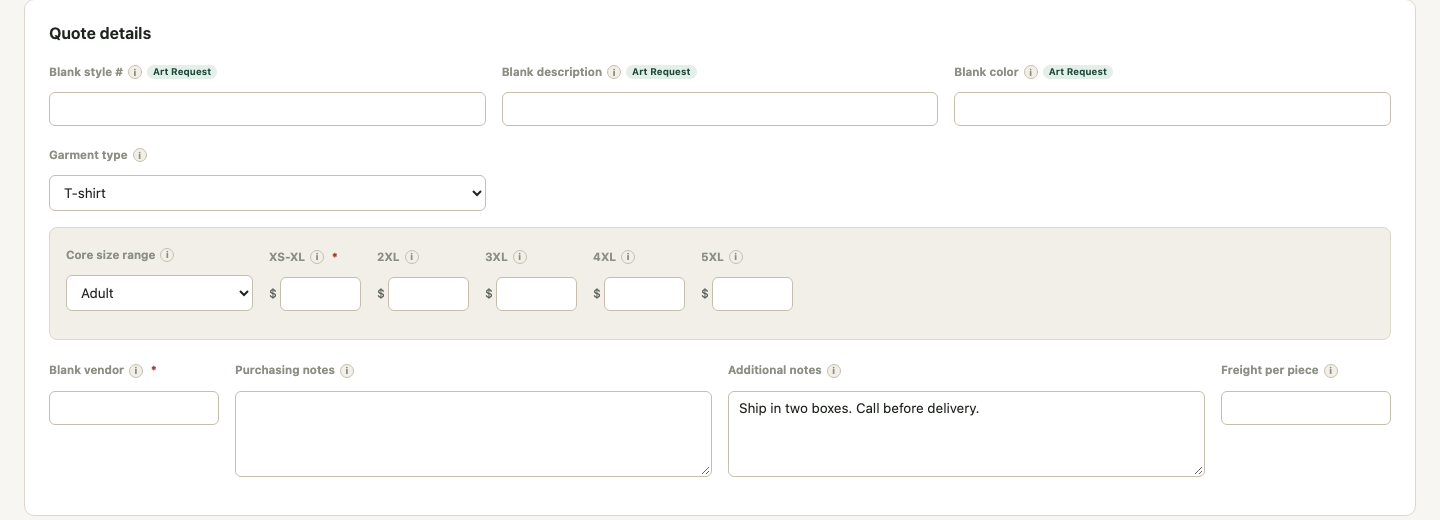 Quote details
Blank style # i Art Request Blank description i Art Request Blank color i Art Request
Garment type i
T-shirt
Core size range i XS-XL i * 2XL i 3XL i 4XL i 5XL i
Adult $ $ $ $ $
Blank vendor i * Purchasing notes i Additional notes i Freight per piece i
Ship in two boxes. Call before delivery.